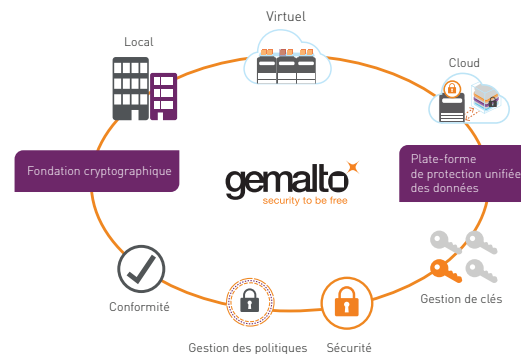 Virtuel
Local
Cloud
Fondation cryptographique
gemalto
security to be free
Plate-forme
de protection unifiée
des données
Conformité
Gestion de clés
Gestion des politiques
Sécurité